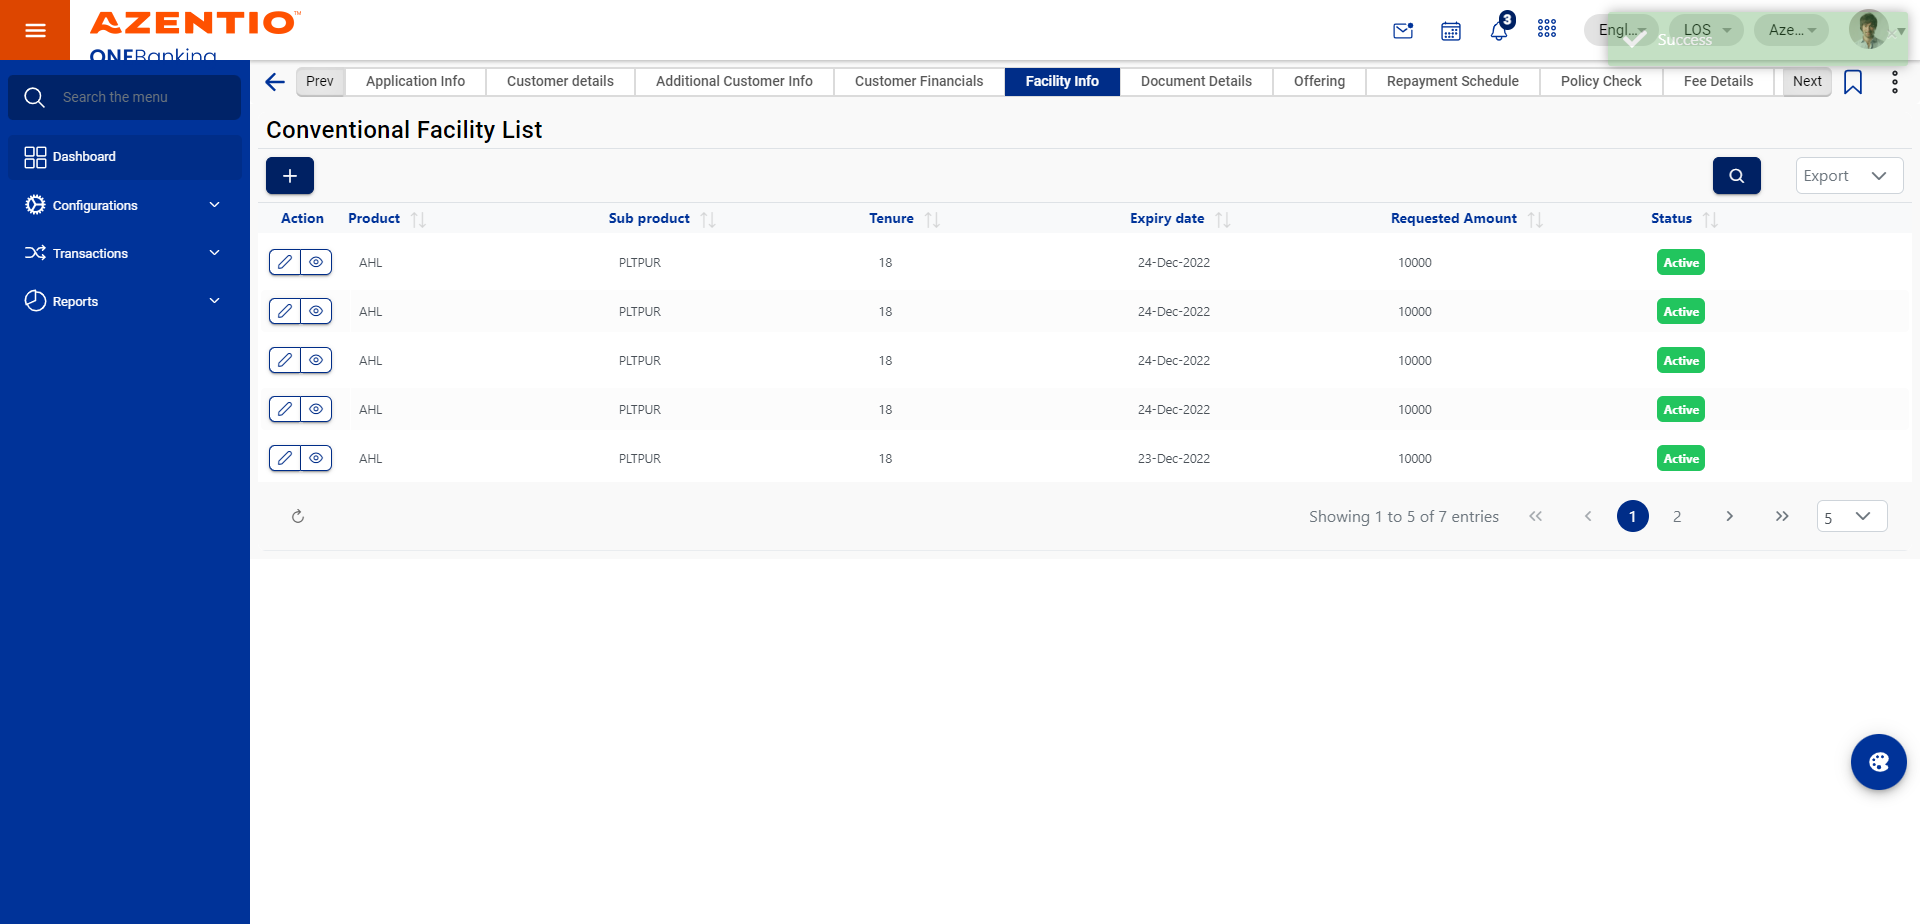 AZENTIO™
ONEBanking
3
Engl...
LOS
Aze...
Success
Search the menu
Dashboard
Configurations
Transactions
Reports
Prev
Application Info
Customer details
Additional Customer Info
Customer Financials
Facility Info
Document Details
Offering
Repayment Schedule
Policy Check
Fee Details
Next
Conventional Facility List
Export
Action Product Sub product Tenure Expiry date Requested Amount Status
AHL PLTPUR 18 24-Dec-2022 10000 Active
AHL PLTPUR 18 24-Dec-2022 10000 Active
AHL PLTPUR 18 24-Dec-2022 10000 Active
AHL PLTPUR 18 24-Dec-2022 10000 Active
AHL PLTPUR 18 23-Dec-2022 10000 Active
Showing 1 to 5 of 7 entries
1
2
5